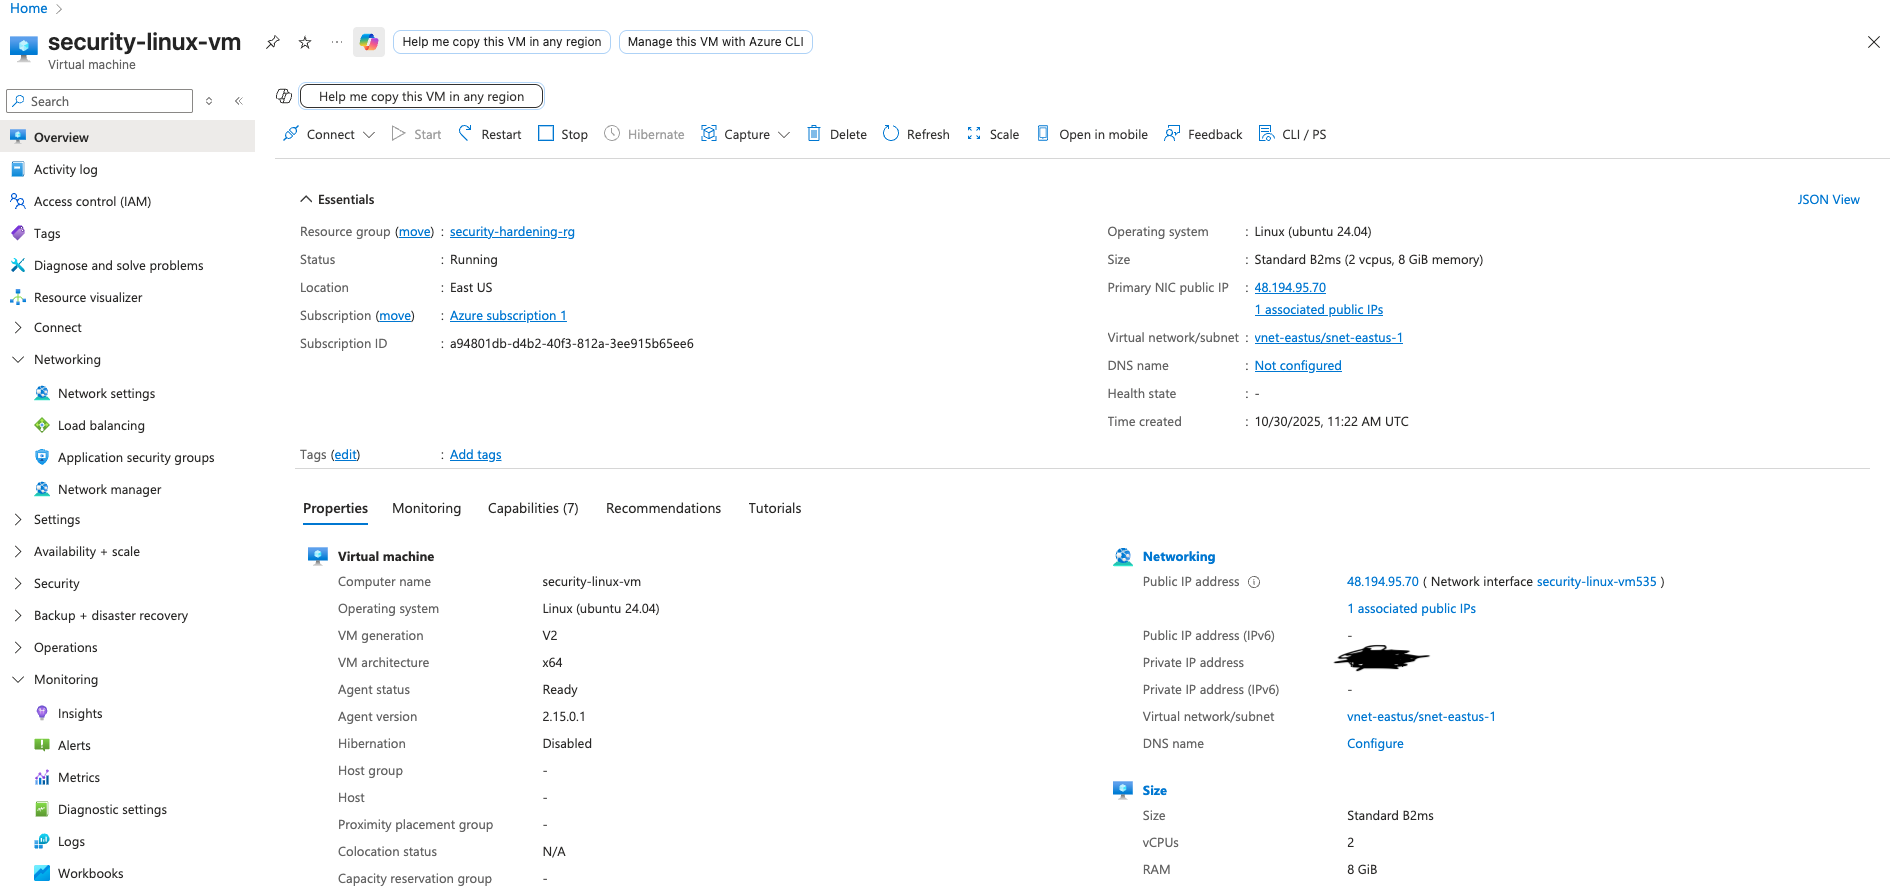 Home
security-linux-vm
Help me copy this VM in any region
Manage this VM with Azure CLI
Virtual machine
Search
Help me copy this VM in any region
Connect Start Restart Stop Hibernate Capture Delete Refresh Scale Open in mobile Feedback CLI / PS
Overview
Activity log
Access control (IAM)
Tags
Diagnose and solve problems
Resource visualizer
Connect
Networking
Network settings
Load balancing
Application security groups
Network manager
Settings
Availability + scale
Security
Backup + disaster recovery
Operations
Monitoring
Insights
Alerts
Metrics
Diagnostic settings
Logs
Workbooks
Essentials
JSON View
Resource group (move) : security-hardening-rg
Status : Running
Location : East US
Subscription (move) : Azure subscription 1
Subscription ID : a94801db-d4b2-40f3-812a-3ee915b65ee6
Operating system : Linux (ubuntu 24.04)
Size : Standard B2ms (2 vcpus, 8 GiB memory)
Primary NIC public IP : 48.194.95.70
1 associated public IPs
Virtual network/subnet : vnet-eastus/snet-eastus-1
DNS name : Not configured
Health state : -
Time created : 10/30/2025, 11:22 AM UTC
Tags (edit) : Add tags
Properties Monitoring Capabilities (7) Recommendations Tutorials
Virtual machine
Computer name security-linux-vm
Operating system Linux (ubuntu 24.04)
VM generation V2
VM architecture x64
Agent status Ready
Agent version 2.15.0.1
Hibernation Disabled
Host group -
Host -
Proximity placement group -
Colocation status N/A
Capacity reservation group -
Networking
Public IP address 48.194.95.70 ( Network interface security-linux-vm535 )
1 associated public IPs
Public IP address (IPv6) -
Private IP address
Private IP address (IPv6) -
Virtual network/subnet vnet-eastus/snet-eastus-1
DNS name Configure
Size
Size Standard B2ms
vCPUs 2
RAM 8 GiB